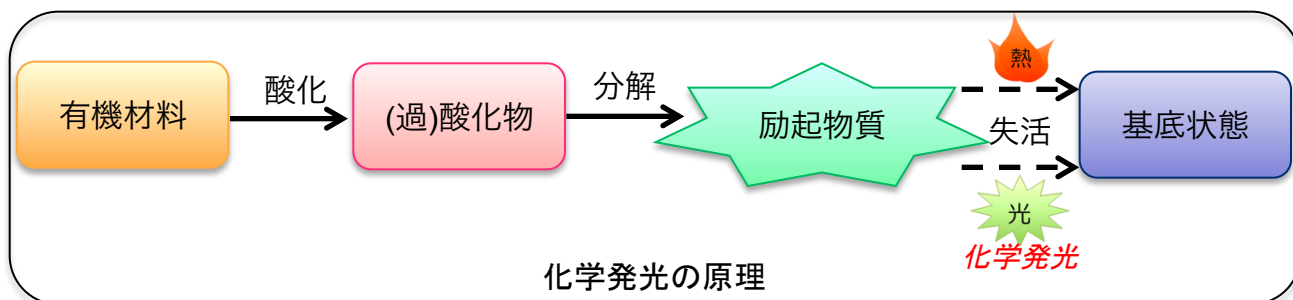 有機材料
酸化
(過)酸化物
分解
励起物質
熱
失活
光
化学発光
基底状態
化学発光の原理